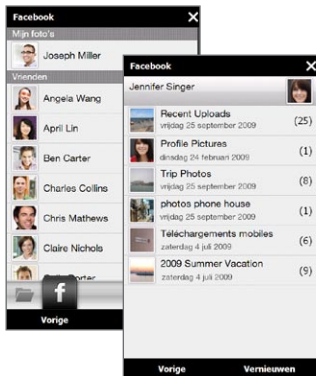 Facebook
Mijn foto's
Joseph Miller
Vrienden
Angela Wang
April Lin
Ben Carter
Charles Collins
Chris Mathews
Claire Nichols
Porter
f
Vorige
Facebook
Jennifer Singer
Recent Uploads
vrijdag 25 september 2009
(25)
Profile Pictures
dinsdag 24 februari 2009
(1)
Trip Photos
vrijdag 25 september 2009
(8)
photos phone house
vrijdag 25 september 2009
(1)
Téléchargements mobiles
zaterdag 4 juli 2009
(6)
2009 Summer Vacation
zaterdag 4 juli 2009
(9)
Vorige
Vernieuwen